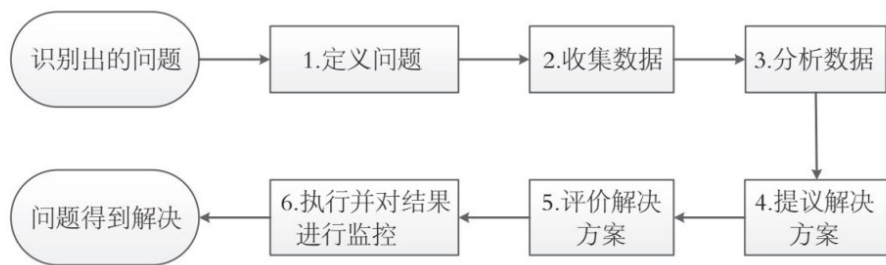 识别出的问题
1.定义问题
2.收集数据
3.分析数据
4.提议解决
方案
5.评价解决
方案
6.执行并对结果
进行监控
问题得到解决